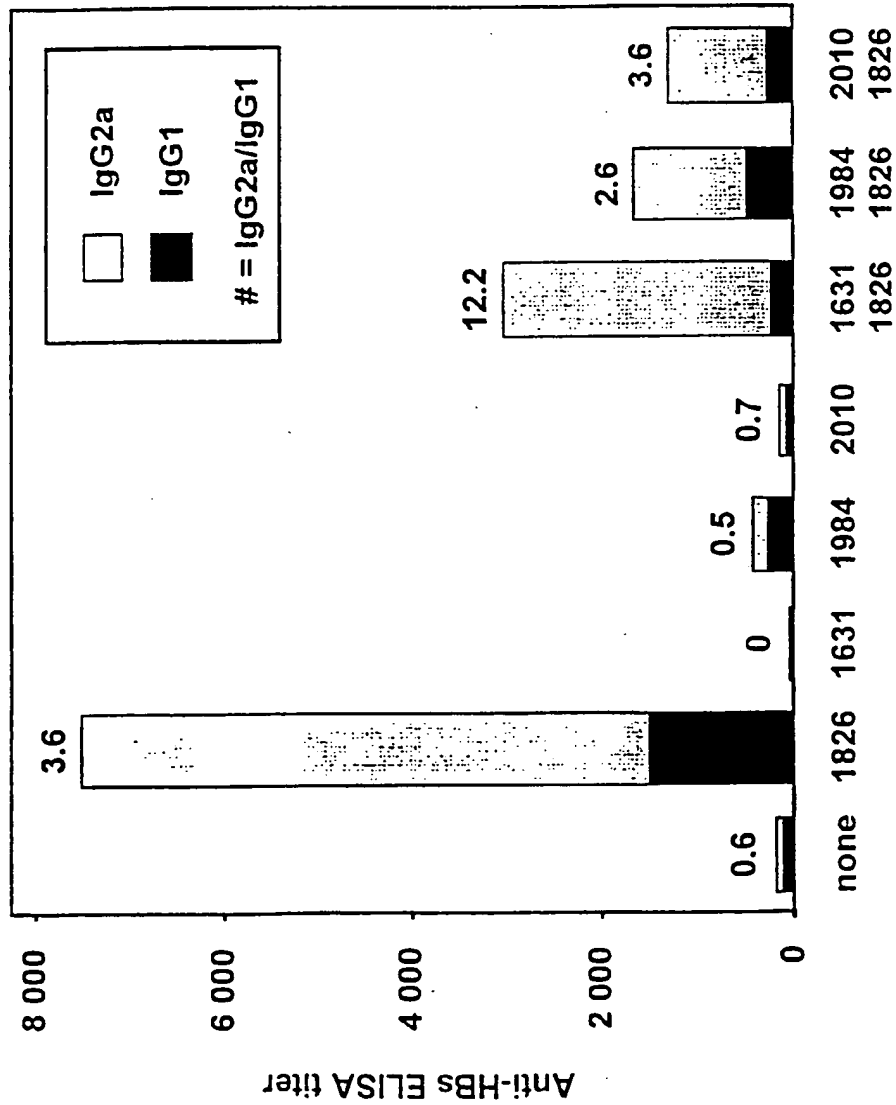 Anti-HBs ELISA titer
8 000
6 000
4 000
2 000
0
IgG2a
IgG1
# = IgG2a/IgG1
0.6
3.6
0
0.5
0.7
12.2
2.6
3.6
none 1826 1631 1984 2010 1631 1984 2010
1826 1826 1826